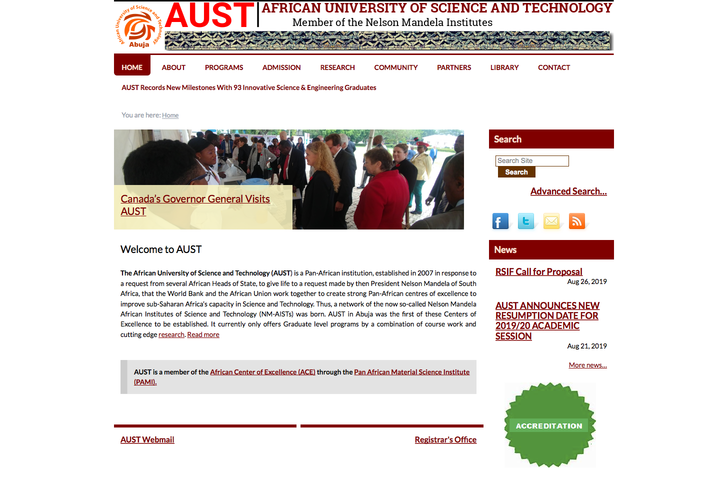 African University of Science and Technology
Abuja
AUST
AFRICAN UNIVERSITY OF SCIENCE AND TECHNOLOGY
Member of the Nelson Mandela Institutes
HOME ABOUT PROGRAMS ADMISSION RESEARCH COMMUNITY PARTNERS LIBRARY CONTACT
AUST Records New Milestones With 93 Innovative Science & Engineering Graduates
You are here: Home
Canada's Governor General Visits
AUST
Welcome to AUST
The African University of Science and Technology (AUST) is a Pan-African institution, established in 2007 in response to
a request from several African Heads of State, to give life to a request made by then President Nelson Mandela of South
Africa, that the World Bank and the African Union work together to create strong Pan-African centres of excellence to
improve sub-Saharan Africa's capacity in Science and Technology. Thus, a network of the now so-called Nelson Mandela
African Institutes of Science and Technology (NM-AISTs) was born. AUST in Abuja was the first of these Centers of
Excellence to be established. It currently only offers Graduate level programs by a combination of course work and
cutting edge research. Read more
AUST is a member of the African Center of Excellence (ACE) through the Pan African Material Science Institute
(PAMI).
AUST Webmail
Registrar's Office
Search
Search Site
Search
Advanced Search...
News
RSIF Call for Proposal
Aug 26, 2019
AUST ANNOUNCES NEW
RESUMPTION DATE FOR
2019/20 ACADEMIC
SESSION
Aug 21, 2019
More news...
ACCREDITATION